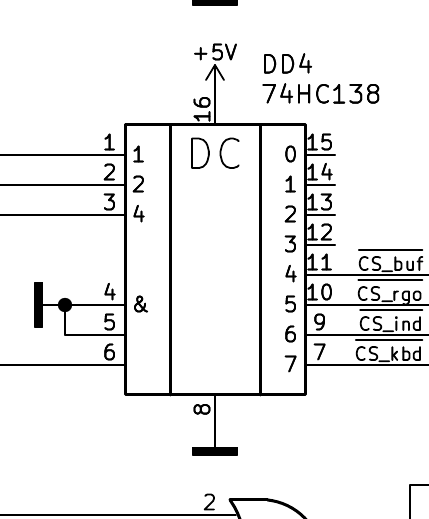 +5V
DD4
74HC138
16
DC
1 1
2 2
3 4
4 &
5
6
0 15
1 14
2 13
3 12
4 11 CS_buf
5 10 CS_rgo
6 9 CS_ind
7 7 CS_kbd
8
2